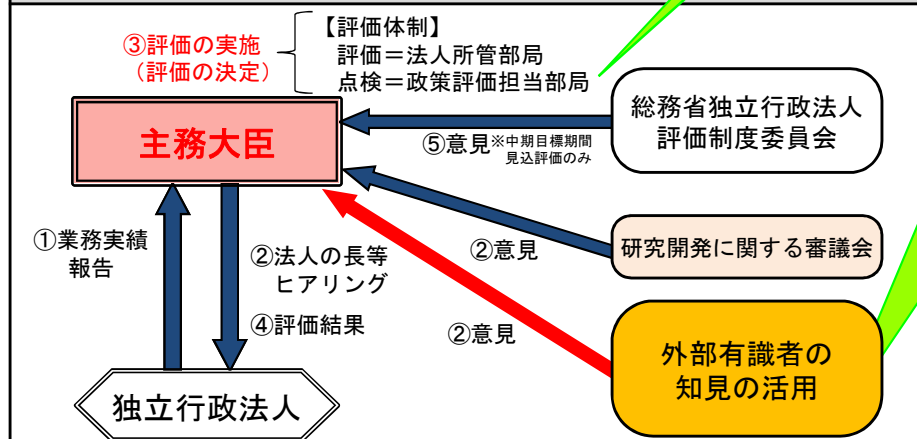 ③評価の実施
（評価の決定）
【評価体制】
評価＝法人所管部局
点検＝政策評価担当部局
主務大臣
総務省独立行政法人
評価制度委員会
⑤意見※中期目標期間
見込評価のみ
①業務実績
報告
②法人の長等
ヒアリング
④評価結果
②意見
研究開発に関する審議会
②意見
外部有識者の
知見の活用
独立行政法人